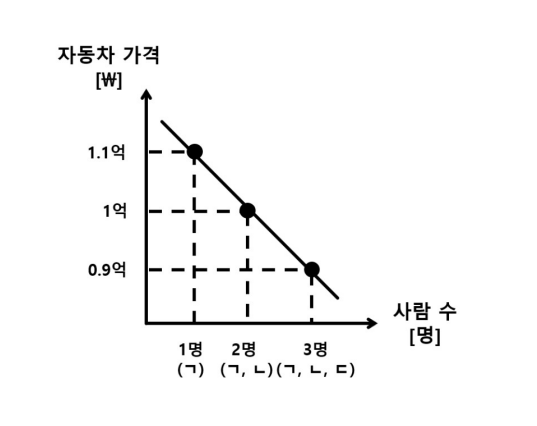 자동차 가격
[₩]
1.1억
1억
0.9억
사람 수
[명]
1명 2명 3명
(ㄱ) (ㄱ, ㄴ) (ㄱ, ㄴ, ㄷ)